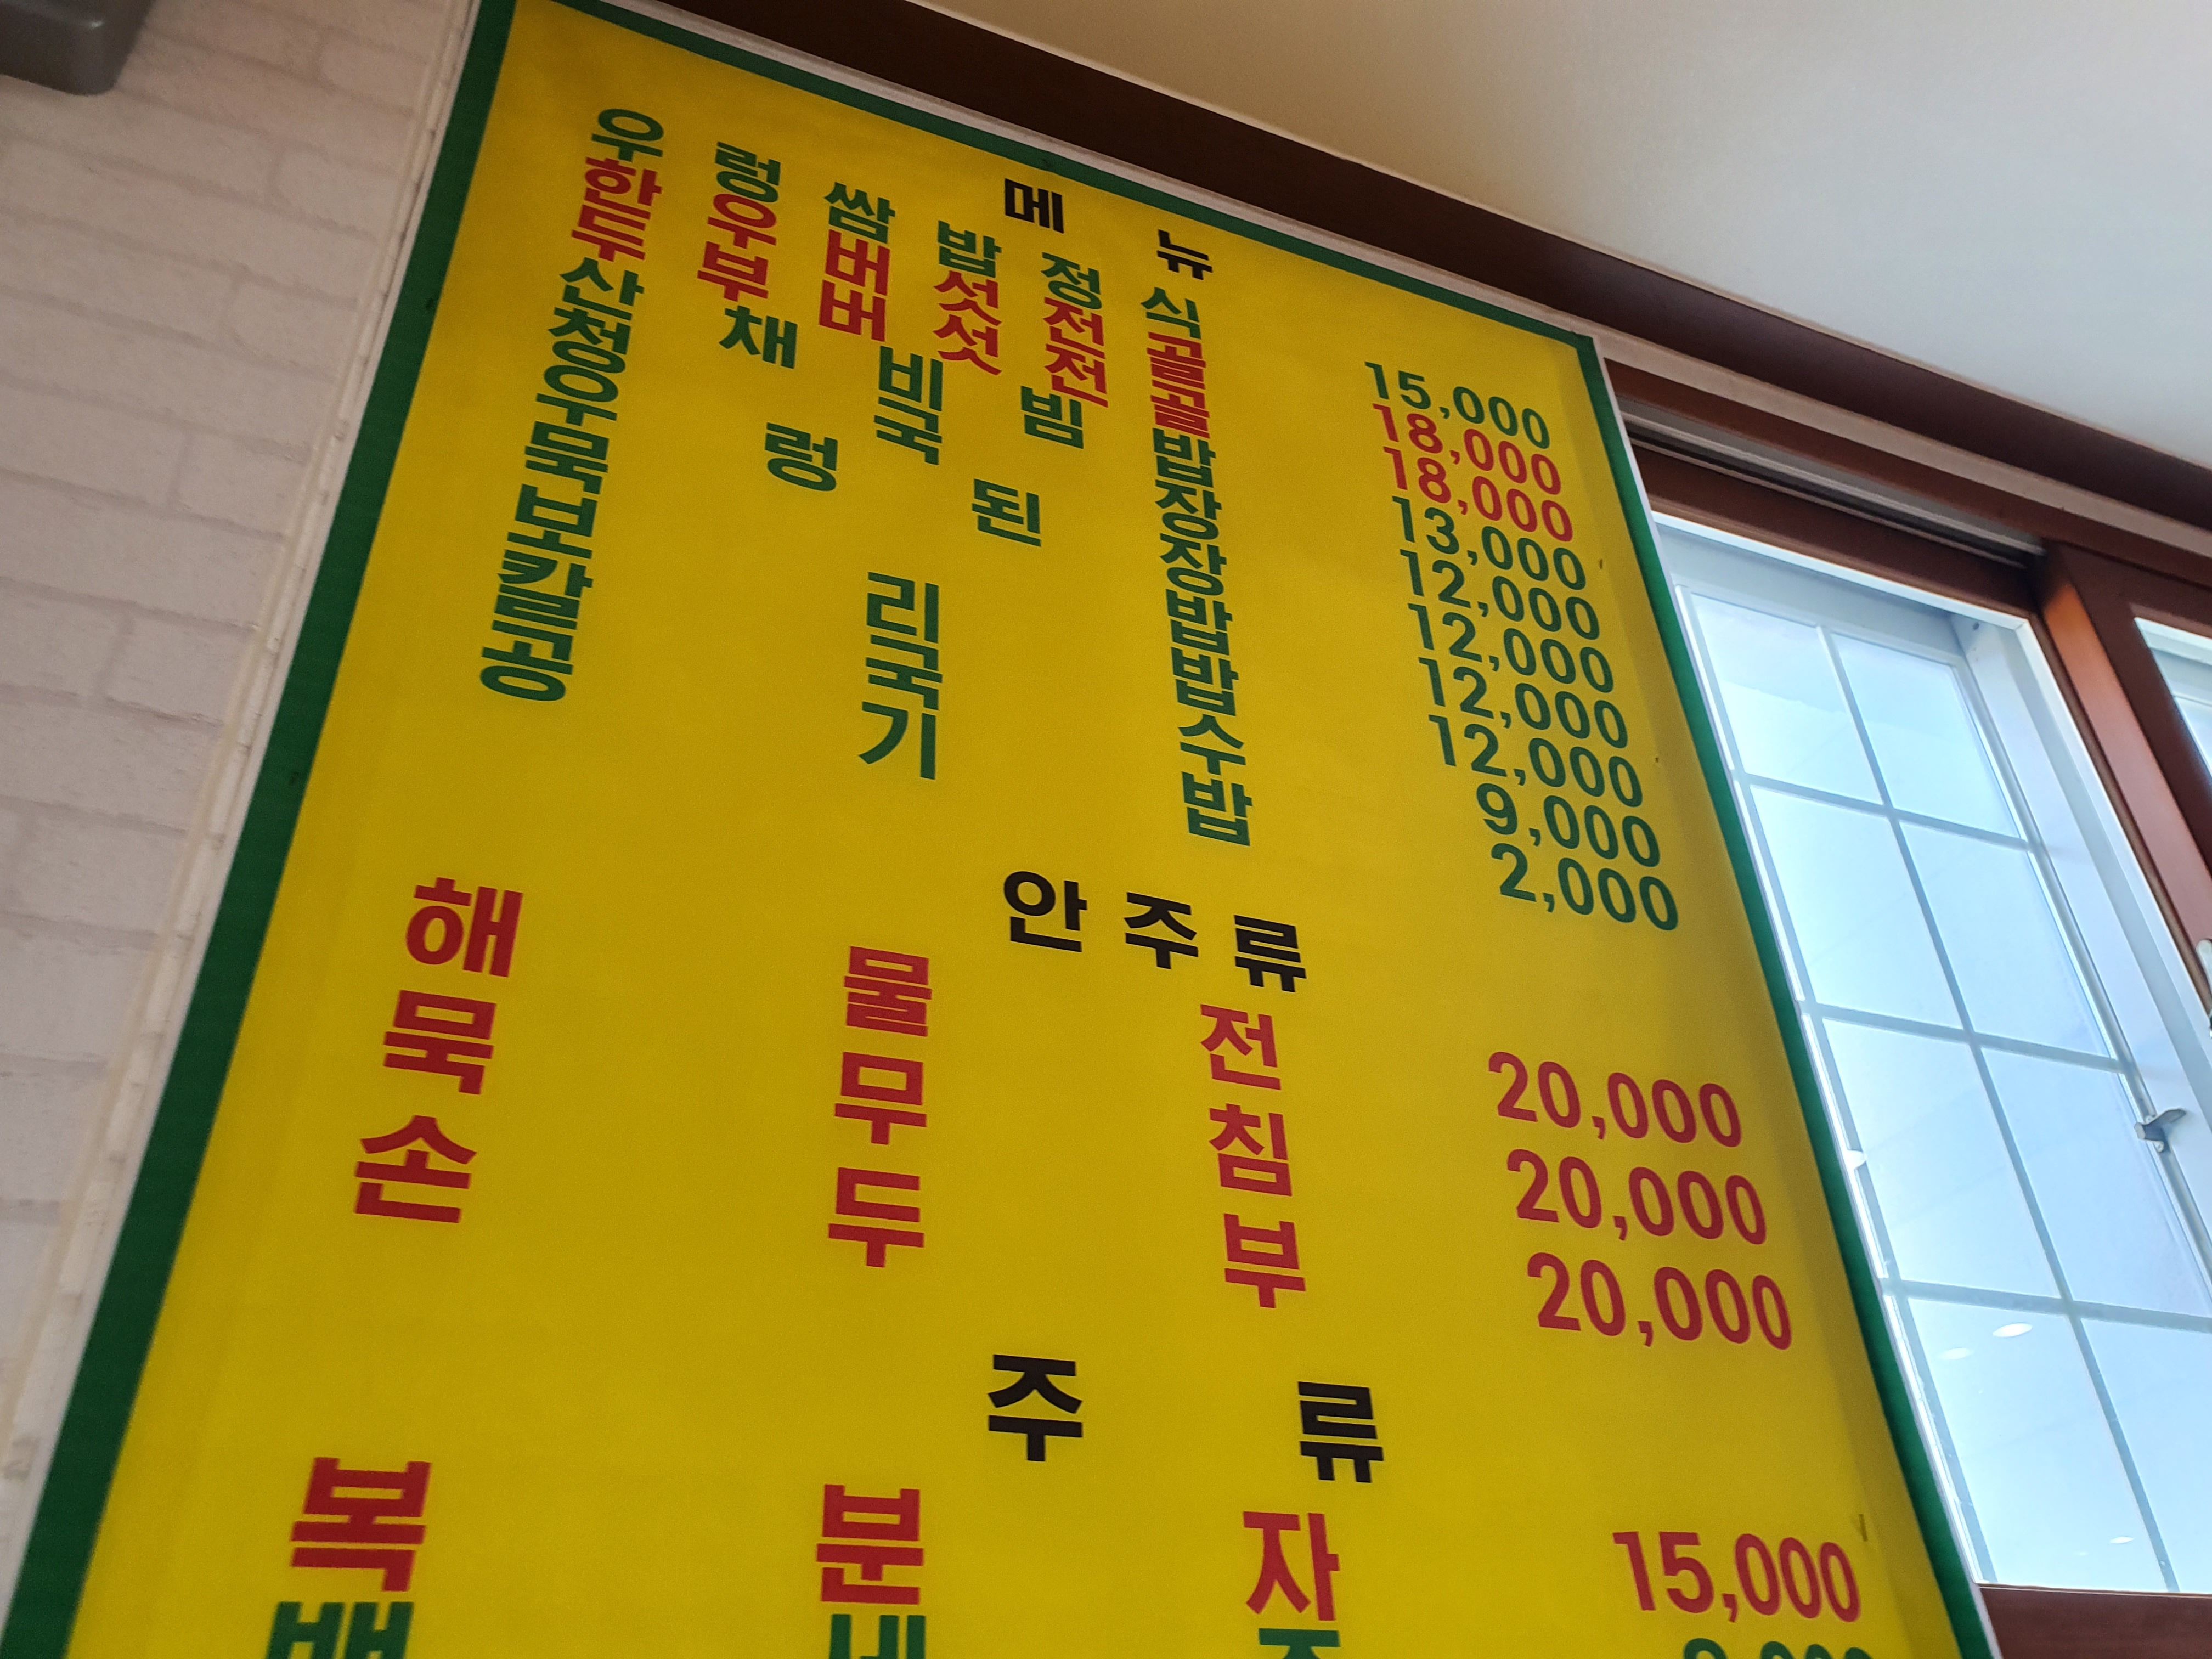 메뉴
우렁쌈밥정식 15,000
한우버섯전골 18,000
두부버섯전골 18,000
산채비빔밥 13,000
청국장 12,000
우렁된장 12,000
묵밥 12,000
보리밥 12,000
칼국수 9,000
공기밥 2,000
안주류
해물전 20,000
묵무침 20,000
손두부 20,000
주류
복분자 15,000